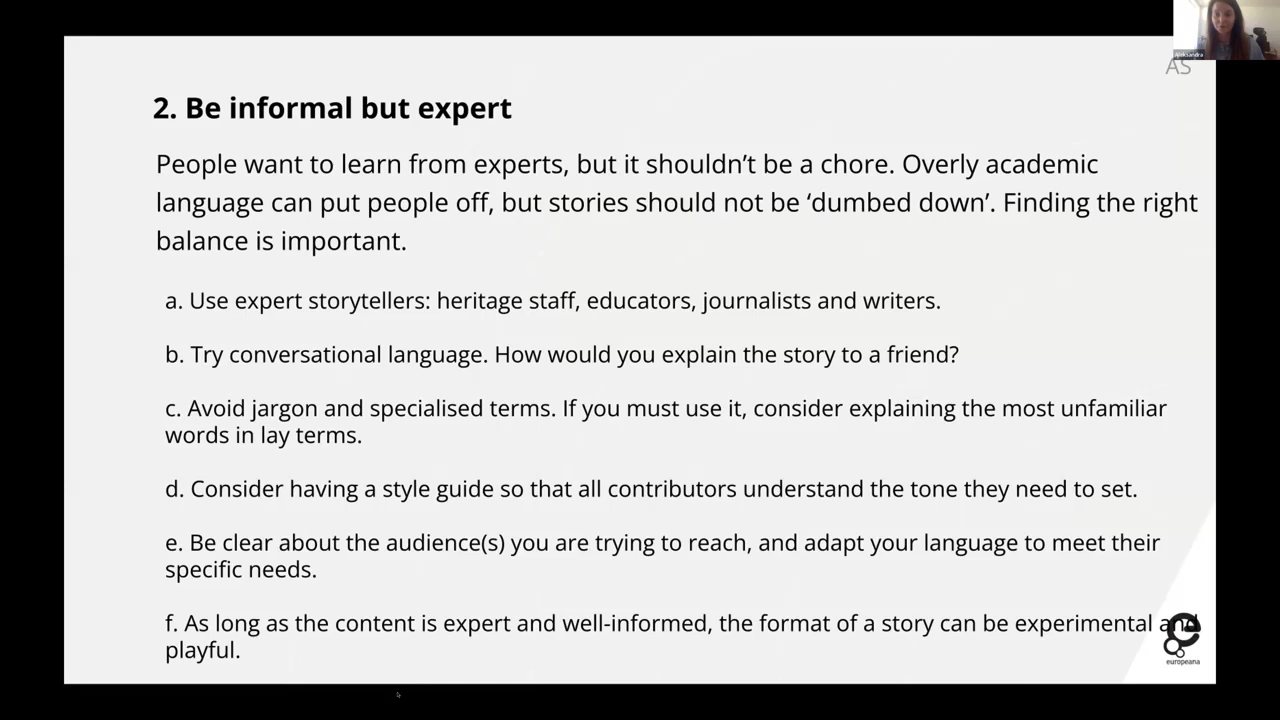 Aleksandra
AS
2. Be informal but expert
People want to learn from experts, but it shouldn’t be a chore. Overly academic
language can put people off, but stories should not be ‘dumbed down’. Finding the right
balance is important.
a. Use expert storytellers: heritage staff, educators, journalists and writers.
b. Try conversational language. How would you explain the story to a friend?
c. Avoid jargon and specialised terms. If you must use it, consider explaining the most unfamiliar
words in lay terms.
d. Consider having a style guide so that all contributors understand the tone they need to set.
e. Be clear about the audience(s) you are trying to reach, and adapt your language to meet their
specific needs.
f. As long as the content is expert and well-informed, the format of a story can be experimental and
playful.
europeana